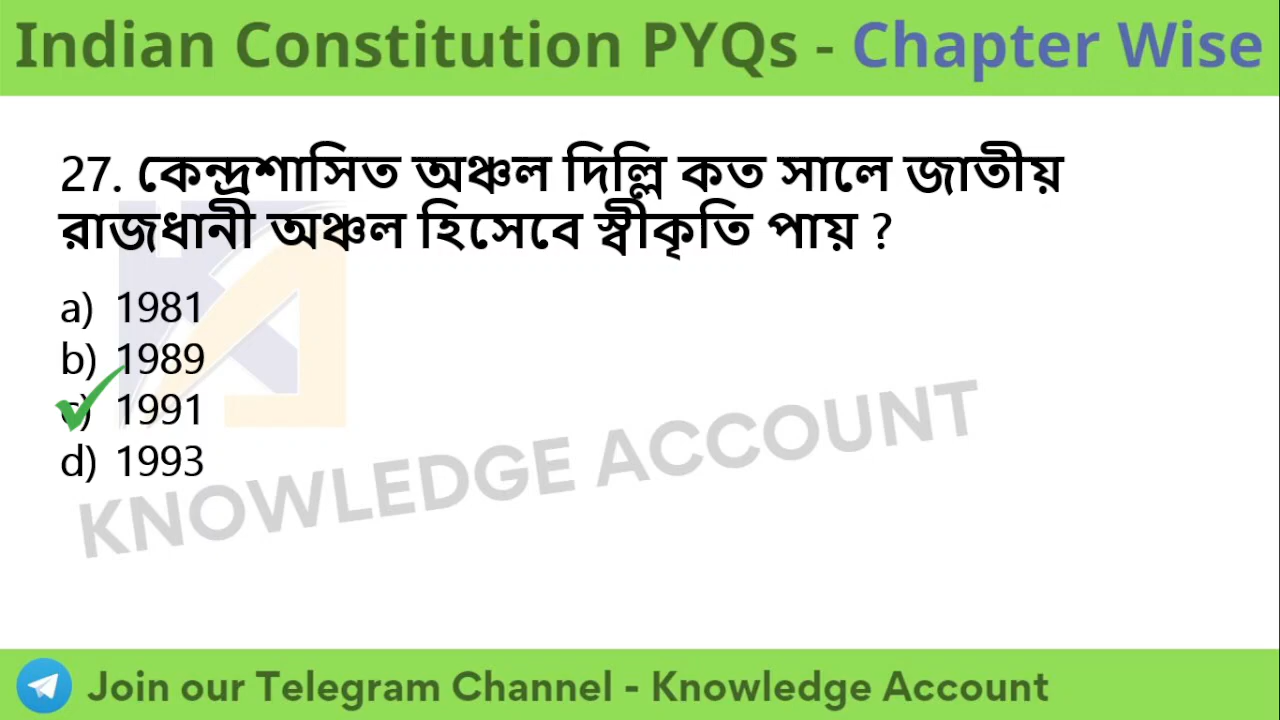 Indian Constitution PYQs - Chapter Wise
27. কেন্দ্রশাসিত অঞ্চল দিল্লি কত সালে জাতীয়
রাজধানী অঞ্চল হিসেবে স্বীকৃতি পায় ?
a) 1981
b) 1989
c) 1991
d) 1993
KNOWLEDGE ACCOUNT
Join our Telegram Channel - Knowledge Account